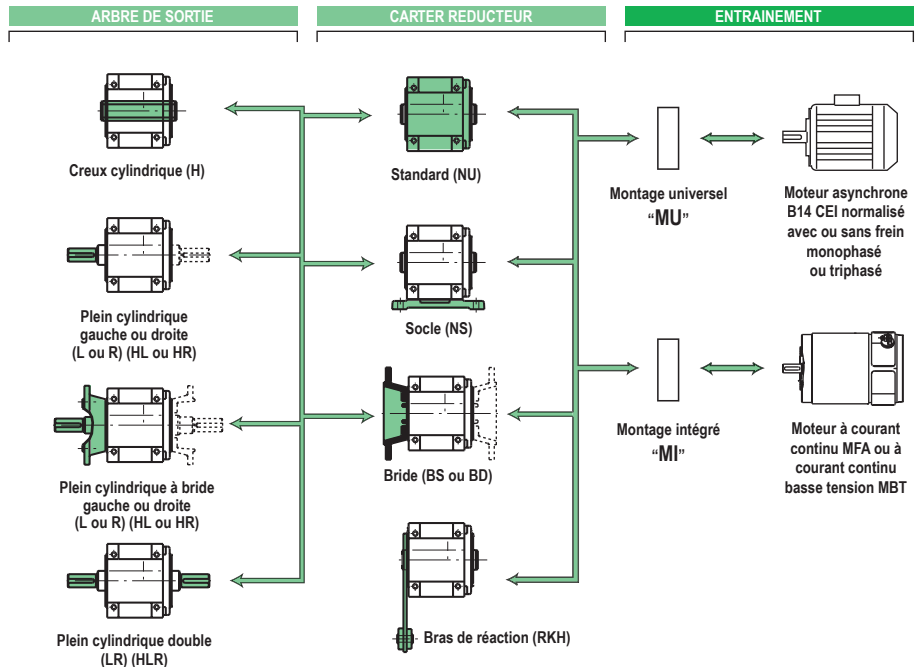 ARBRE DE SORTIE
CARTER REDUCTEUR
ENTRAINEMENT
Creux cylindrique (H)
Plein cylindrique
gauche ou droite
(L ou R) (HL ou HR)
Plein cylindrique à bride
gauche ou droite
(L ou R) (HL ou HR)
Plein cylindrique double
(LR) (HLR)
Standard (NU)
Socle (NS)
Bride (BS ou BD)
Bras de réaction (RKH)
Montage universel
“MU”
Montage intégré
“MI”
Moteur asynchrone
B14 CEI normalisé
avec ou sans frein
monophasé
ou triphasé
Moteur à courant
continu MFA ou à
courant continu
basse tension MBT